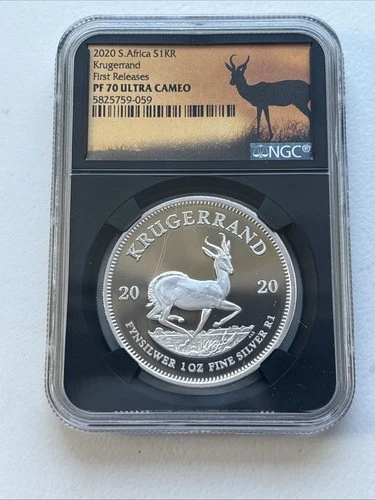 2020 S.Africa S1KR
Krugerrand
First Releases
PF 70 ULTRA CAMEO
5825759-059
NGC®
KRUGERRAND
20 20
FYNSILWER 1 OZ FINE SILVER R1